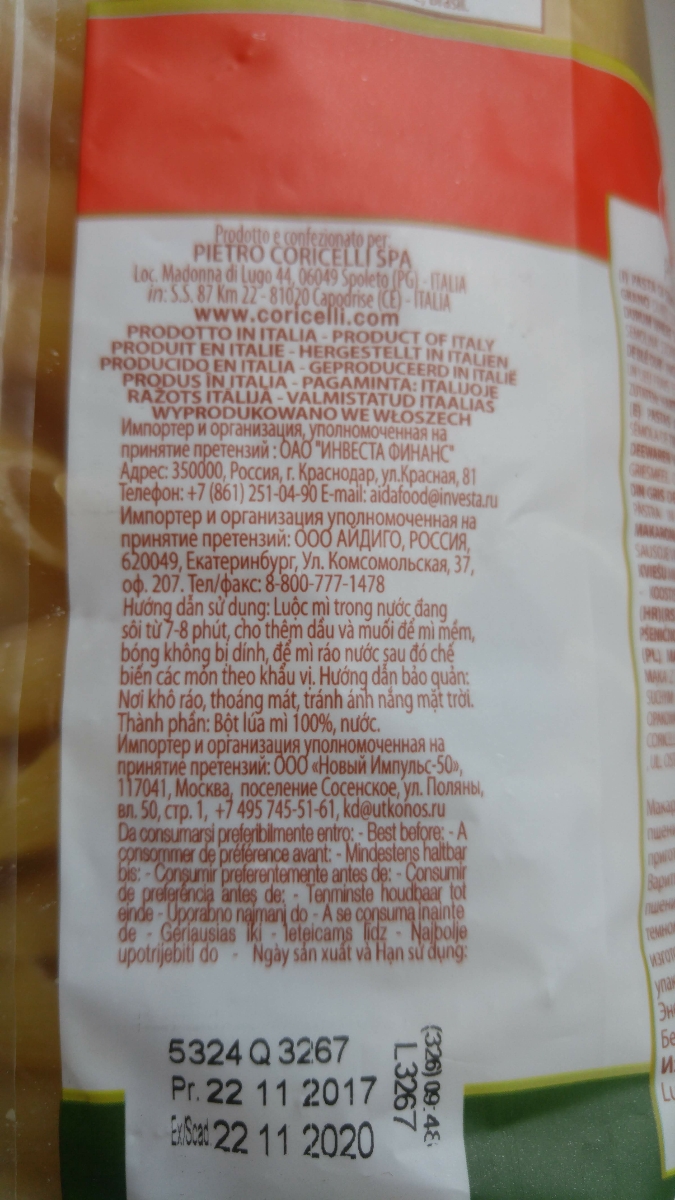 Prodotto e confezionato per:
PIETRO CORICELLI SPA
Loc. Madonna di Lugo 44, 06049 Spoleto (PG) - ITALIA
in: S.S. 87 Km 22 - 81020 Capodrise (CE) - ITALIA
www.coricelli.com
PRODOTTO IN ITALIA - PRODUCT OF ITALY
PRODUIT EN ITALIE - HERGESTELLT IN ITALIEN
PRODUCIDO EN ITALIA - GEPRODUCEERD IN ITALIË
PRODUS ÎN ITALIA - PAGAMINTA: ITALIJOJE
RAŽOTS ITĀLIJĀ - VALMISTATUD ITAALIAS
WYPRODUKOWANO WE WŁOSZECH
Импортер и организация, уполномоченная на
принятие претензий : ОАО "ИНВЕСТА ФИНАНС"
Адрес: 350000, Россия, г. Краснодар, ул.Красная, 81
Телефон: +7 (861) 251-04-90 E-mail: aidafood@investa.ru
Импортер и организация уполномоченная на
принятие претензий: ООО АЙДИГО, РОССИЯ,
620049, Екатеринбург, Ул. Комсомольская, 37,
оф. 207. Тел/факс: 8-800-777-1478
Hướng dẫn sử dụng: Luộc mì trong nước đang
sôi từ 7-8 phút, cho thêm dầu và muối để mì mềm,
bóng không bị dính, để mì ráo nước sau đó chế
biến các món theo khẩu vị. Hướng dẫn bảo quản:
Nơi khô ráo, thoáng mát, tránh ánh nắng mặt trời.
Thành phần: Bột lúa mì 100%, nước.
Импортер и организация уполномоченная на
принятие претензий: ООО «Новый Импульс-50»,
117041, Москва, поселение Сосенское, ул. Поляны,
вл. 50, стр. 1, +7 495 745-51-61, kd@utkonos.ru
Da consumarsi preferibilmente entro: - Best before: - A
consommer de préférence avant: - Mindestens haltbar
bis: - Consumir preferentemente antes de: - Consumir
de preferência antes de: - Tenminste houdbaar tot
einde - Uporabno najmanj do - A se consuma înainte
de - Geriausias iki - Ieteicams līdz - Najbolje
upotrijebiti do - Ngày sản xuất và Hạn sử dụng:
5324 Q 3267
Pr. 22 11 2017
Ex/Scad 22 11 2020
(326) 09:48
L 3267